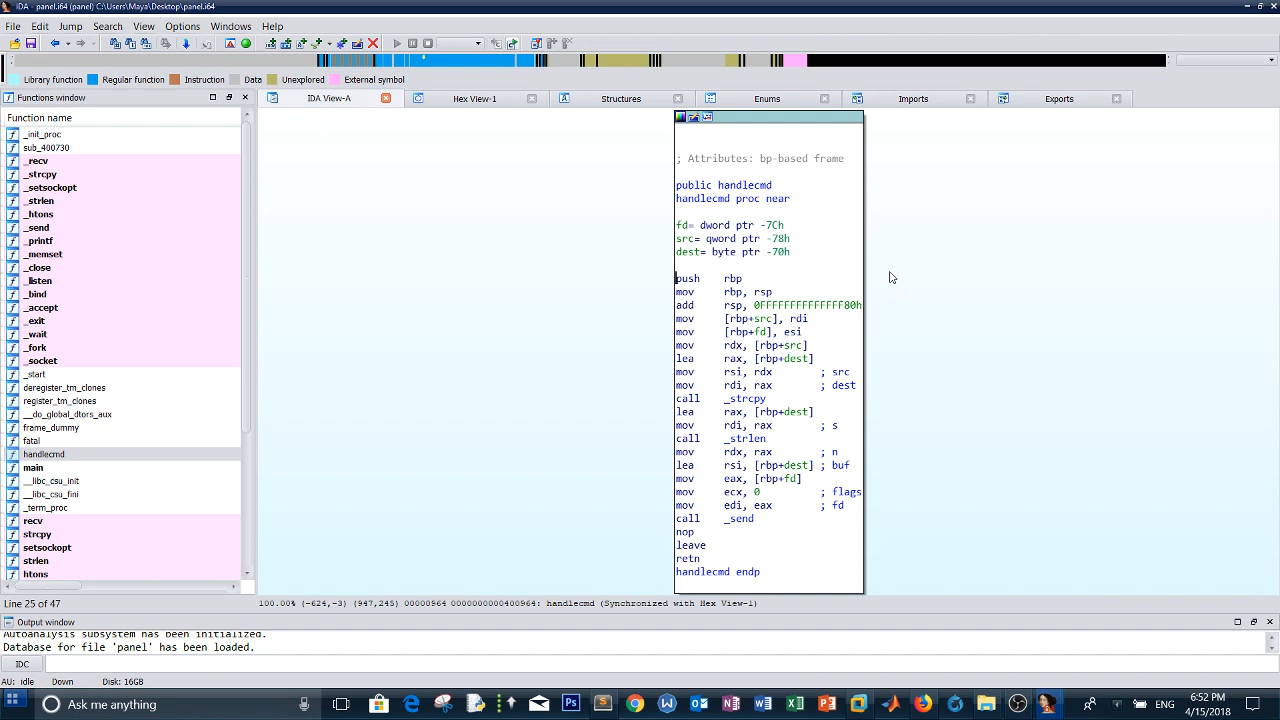 IDA - panel.i64 (panel) C:\Users\Maya\Desktop\panel.i64
File Edit Jump Search View Options Windows Help
Library function Regular function Instruction Data Unexplored External symbol
Functions window
IDA View-A Hex View-1 Structures Enums Imports Exports
Function name
_init_proc
sub_400730
_recv
_strcpy
_setsockopt
_strlen
_htons
_send
_printf
_memset
_close
_listen
_bind
_accept
_exit
_wait
_fork
_socket
_start
deregister_tm_clones
register_tm_clones
__do_global_dtors_aux
frame_dummy
fatal
handlecmd
main
__libc_csu_init
__libc_csu_fini
_term_proc
recv
strcpy
setsockopt
strlen
htons
Line 25 of 47
; Attributes: bp-based frame
public handlecmd
handlecmd proc near
fd= dword ptr -7Ch
src= qword ptr -78h
dest= byte ptr -70h
push rbp
mov rbp, rsp
add rsp, 0FFFFFFFFFFFFFF80h
mov [rbp+src], rdi
mov [rbp+fd], esi
mov rdx, [rbp+src]
lea rax, [rbp+dest]
mov rsi, rdx ; src
mov rdi, rax ; dest
call _strcpy
lea rax, [rbp+dest]
mov rdi, rax ; s
call _strlen
mov rdx, rax ; n
lea rsi, [rbp+dest] ; buf
mov eax, [rbp+fd]
mov ecx, 0 ; flags
mov edi, eax ; fd
call _send
nop
leave
retn
handlecmd endp
100.00% (-624,-3) (947,245) 00000964 0000000000400964: handlecmd (Synchronized with Hex View-1)
Output window
Autoanalysis subsystem has been initialized.
Database for file 'panel' has been loaded.
IDC
AU: idle Down Disk: 16GB
Ask me anything
ENG
6:52 PM
4/15/2018